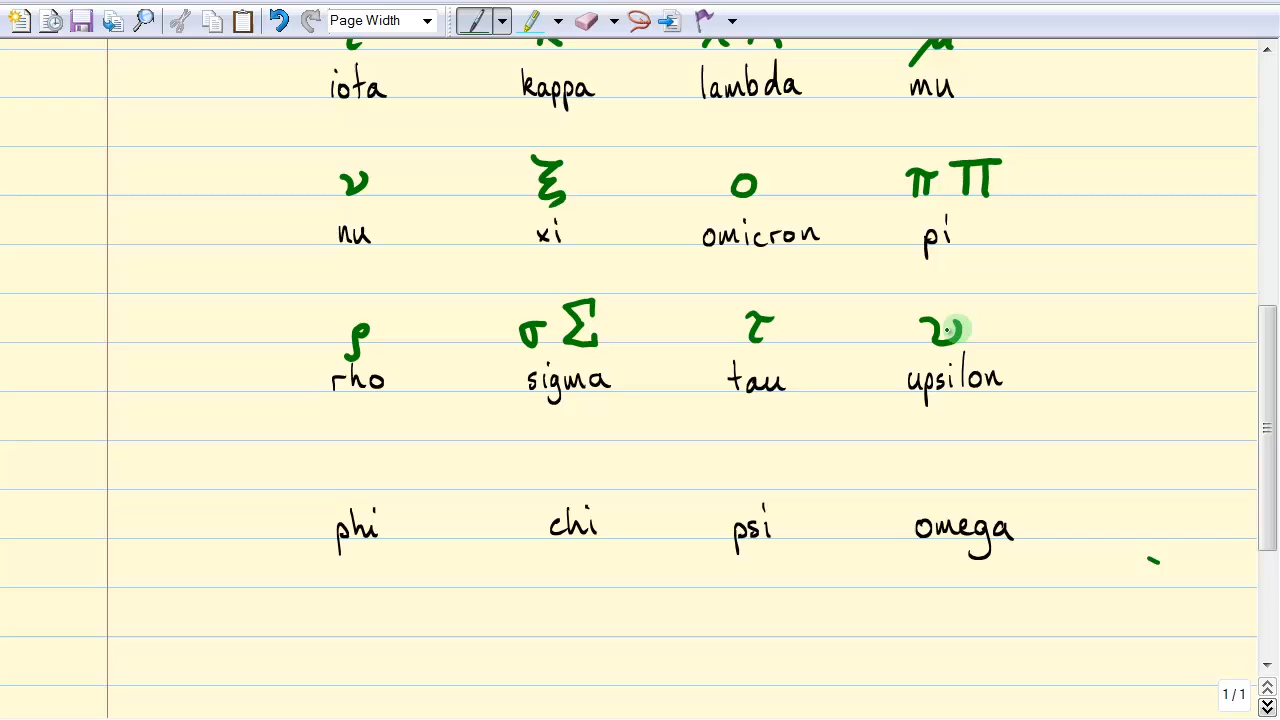 Page Width
iota kappa lambda mu
ν ξ ο π Π
nu xi omicron pi
ρ σ Σ τ υ
rho sigma tau upsilon
phi chi psi omega
1 / 1